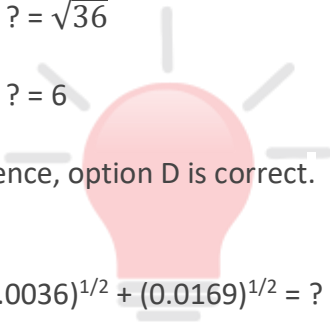 ? = √36
? = 6
ence, option D is correct.
.0036)^{1/2} + (0.0169)^{1/2} = ?